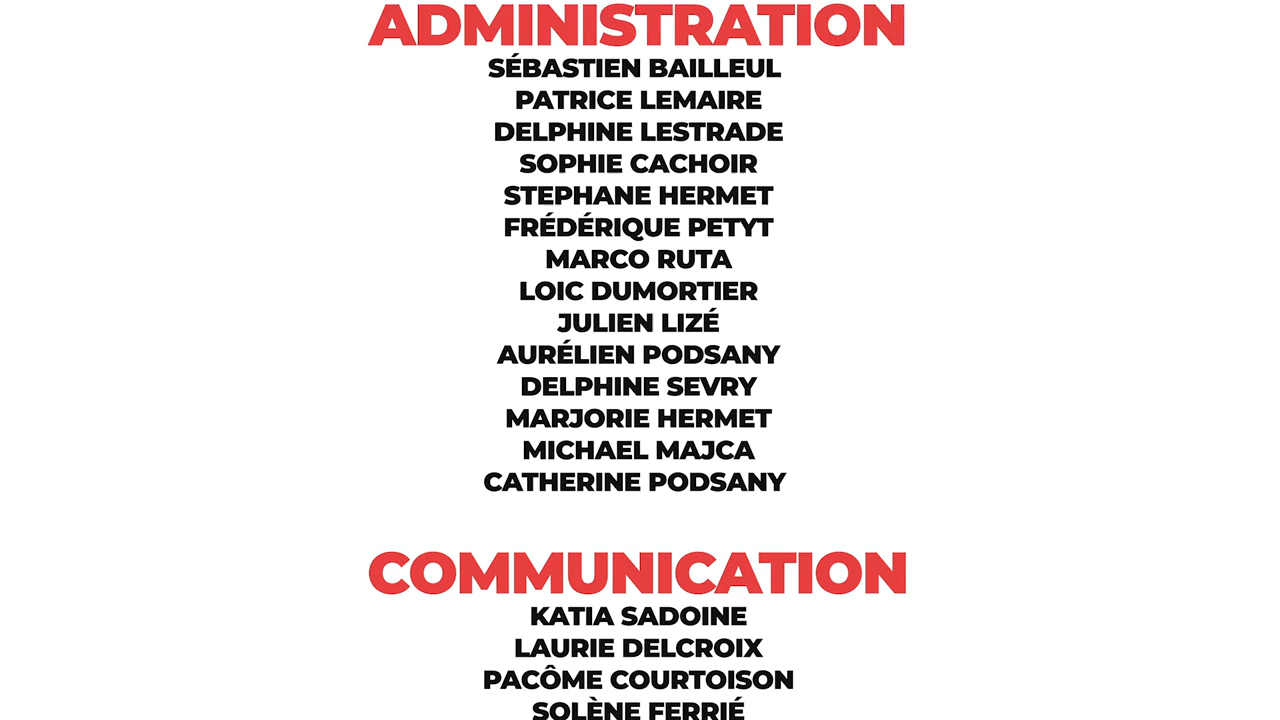 ADMINISTRATION
SÉBASTIEN BAILLEUL
PATRICE LEMAIRE
DELPHINE LESTRADE
SOPHIE CACHOIR
STEPHANE HERMET
FRÉDÉRIQUE PETYT
MARCO RUTA
LOIC DUMORTIER
JULIEN LIZÉ
AURÉLIEN PODSANY
DELPHINE SEVRY
MARJORIE HERMET
MICHAEL MAJCA
CATHERINE PODSANY
COMMUNICATION
KATIA SADOINE
LAURIE DELCROIX
PACÔME COURTOISON
SOLÈNE FERRIÉ